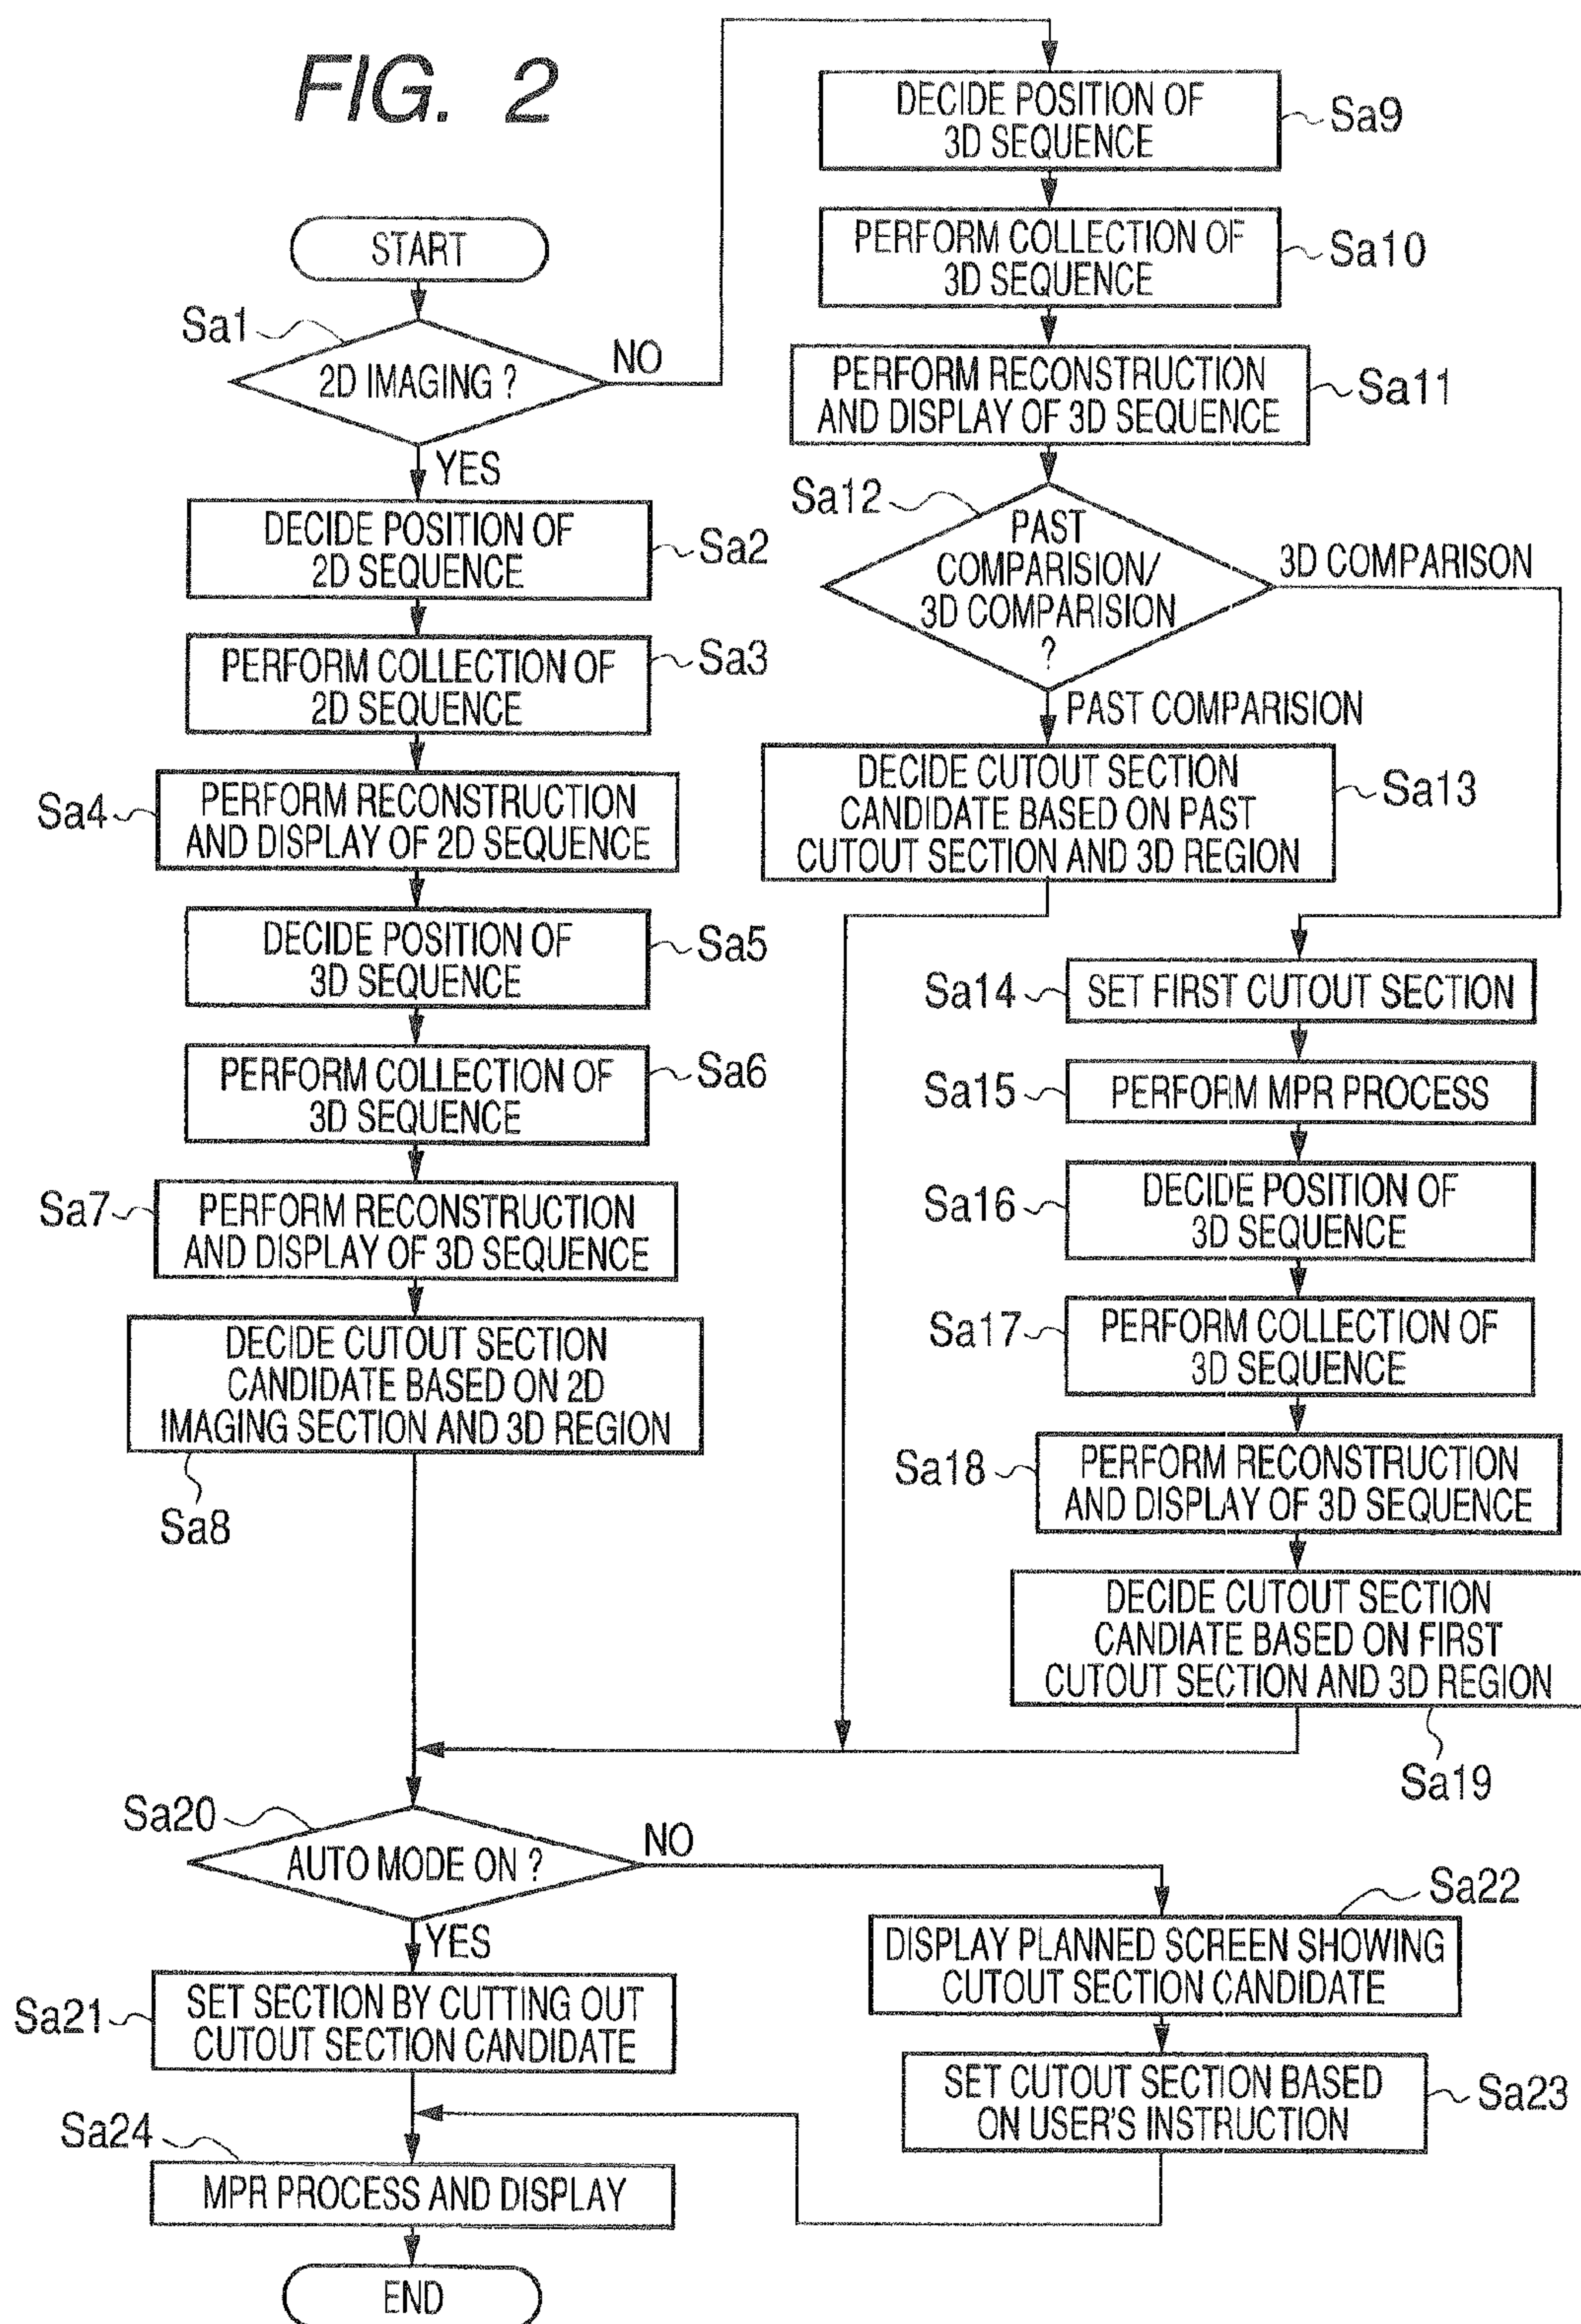 FIG. 2
START
Sa1
2D IMAGING ?
NO
YES
DECIDE POSITION OF
2D SEQUENCE
Sa2
PERFORM COLLECTION OF
2D SEQUENCE
Sa3
Sa4
PERFORM RECONSTRUCTION
AND DISPLAY OF 2D SEQUENCE
DECIDE POSITION OF
3D SEQUENCE
Sa5
PERFORM COLLECTION OF
3D SEQUENCE
Sa6
Sa7
PERFORM RECONSTRUCTION
AND DISPLAY OF 3D SEQUENCE
DECIDE CUTOUT SECTION
CANDIDATE BASED ON 2D
IMAGING SECTION AND 3D REGION
Sa8
DECIDE POSITION OF
3D SEQUENCE
Sa9
PERFORM COLLECTION OF
3D SEQUENCE
Sa10
PERFORM RECONSTRUCTION
AND DISPLAY OF 3D SEQUENCE
Sa11
Sa12
PAST
COMPARISION/
3D COMPARISION
?
3D COMPARISON
PAST COMPARISION
DECIDE CUTOUT SECTION
CANDIDATE BASED ON PAST
CUTOUT SECTION AND 3D REGION
Sa13
Sa14
SET FIRST CUTOUT SECTION
Sa15
PERFORM MPR PROCESS
Sa16
DECIDE POSITION OF
3D SEQUENCE
Sa17
PERFORM COLLECTION OF
3D SEQUENCE
Sa18
PERFORM RECONSTRUCTION
AND DISPLAY OF 3D SEQUENCE
DECIDE CUTOUT SECTION
CANDIATE BASED ON FIRST
CUTOUT SECTION AND 3D REGION
Sa19
Sa20
AUTO MODE ON ?
NO
YES
Sa21
SET SECTION BY CUTTING OUT
CUTOUT SECTION CANDIDATE
Sa22
DISPLAY PLANNED SCREEN SHOWING
CUTOUT SECTION CANDIDATE
SET CUTOUT SECTION BASED
ON USER'S INSTRUCTION
Sa23
Sa24
MPR PROCESS AND DISPLAY
END